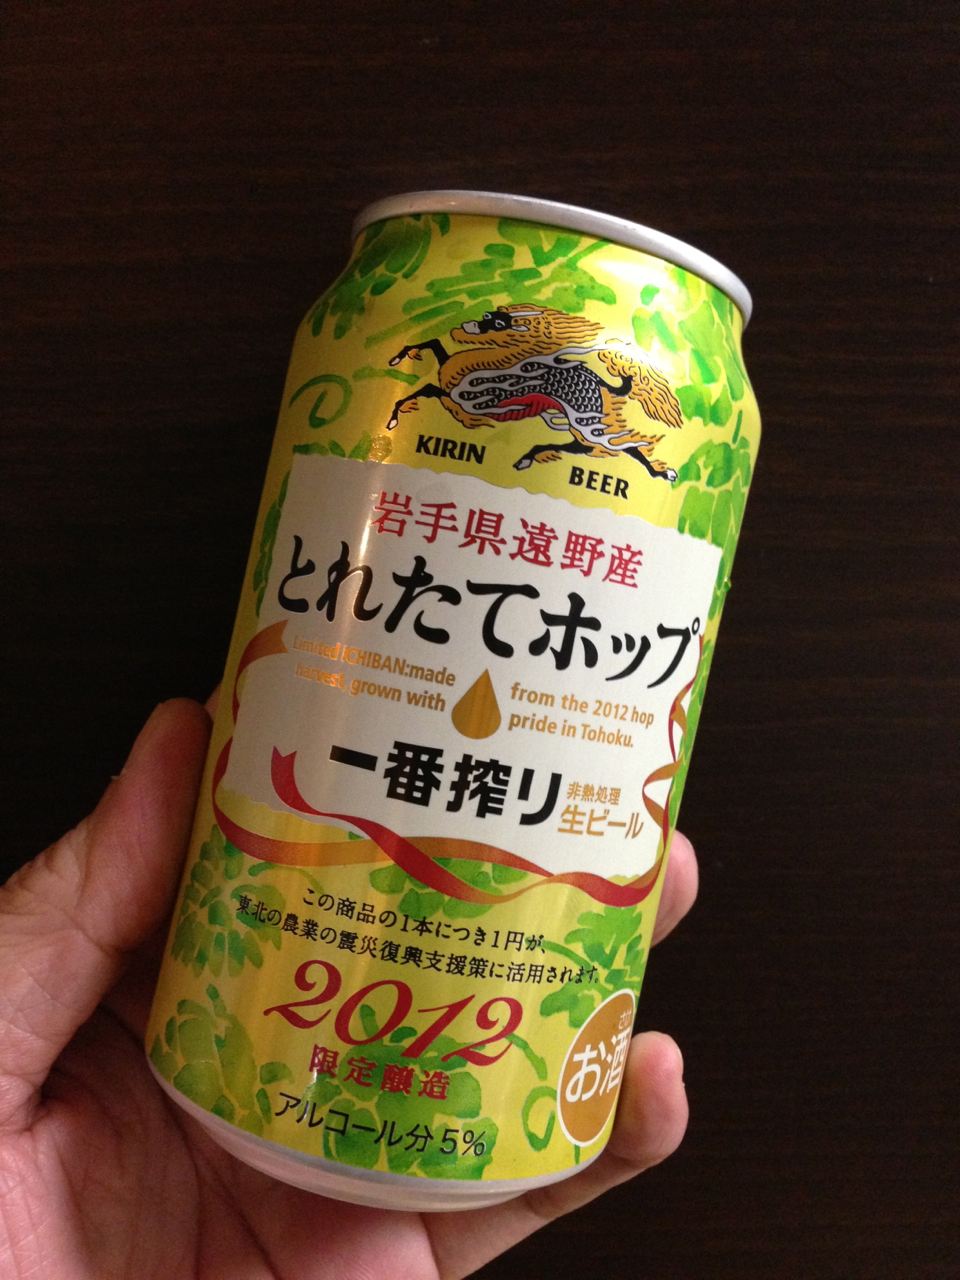 KIRIN BEER
岩手県遠野産
とれたてホップ
Limited ICHIBAN:made from the 2012 hop
harvest, grown with pride in Tohoku.
一番搾り
非熱処理
生ビール
この商品の1本につき1円が、
東北の農業の震災復興支援策に活用されます。
2012
限定醸造
アルコール分5%
さけ
お酒